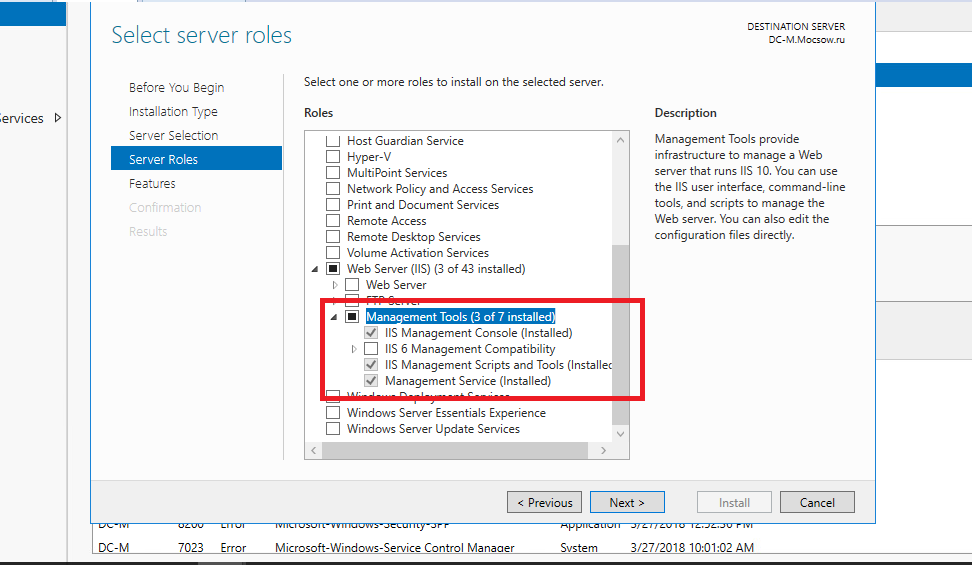 Select server roles
DESTINATION SERVER
DC-M.Mocsow.ru
Before You Begin
Installation Type
Server Selection
Server Roles
Features
Confirmation
Results
ervices
Select one or more roles to install on the selected server.
Roles
Host Guardian Service
Hyper-V
MultiPoint Services
Network Policy and Access Services
Print and Document Services
Remote Access
Remote Desktop Services
Volume Activation Services
Web Server (IIS) (3 of 43 installed)
Web Server
FTP Server
Management Tools (3 of 7 installed)
IIS Management Console (Installed)
IIS 6 Management Compatibility
IIS Management Scripts and Tools (Installed
Management Service (Installed)
Windows Deployment Services
Windows Server Essentials Experience
Windows Server Update Services
Description
Management Tools provide
infrastructure to manage a Web
server that runs IIS 10. You can use
the IIS user interface, command-line
tools, and scripts to manage the
Web server. You can also edit the
configuration files directly.
< Previous
Next >
Install
Cancel
DC-M 8200 Error Microsoft-Windows-Security-SPP Application 3/27/2018 12:52:50 PM
DC-M 7023 Error Microsoft-Windows-Service Control Manager System 3/27/2018 10:01:02 AM